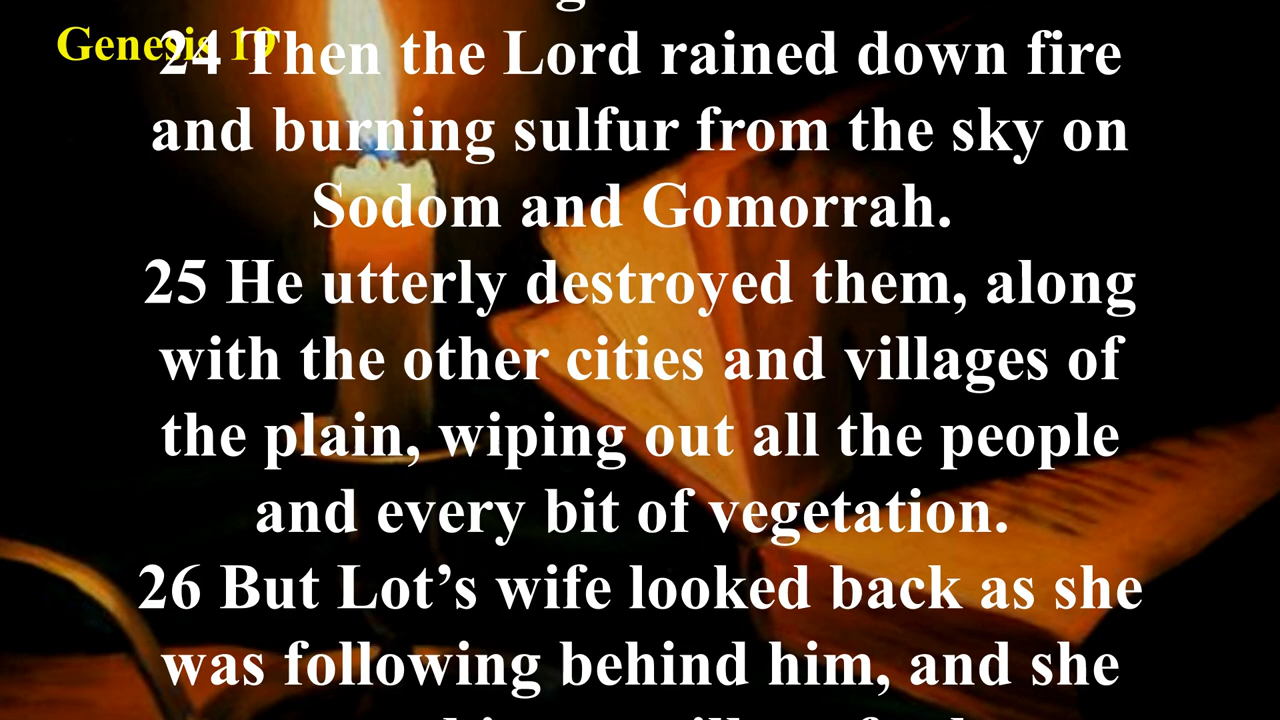 Genesis 19
24 Then the Lord rained down fire
and burning sulfur from the sky on
Sodom and Gomorrah.
25 He utterly destroyed them, along
with the other cities and villages of
the plain, wiping out all the people
and every bit of vegetation.
26 But Lot’s wife looked back as she
was following behind him, and she